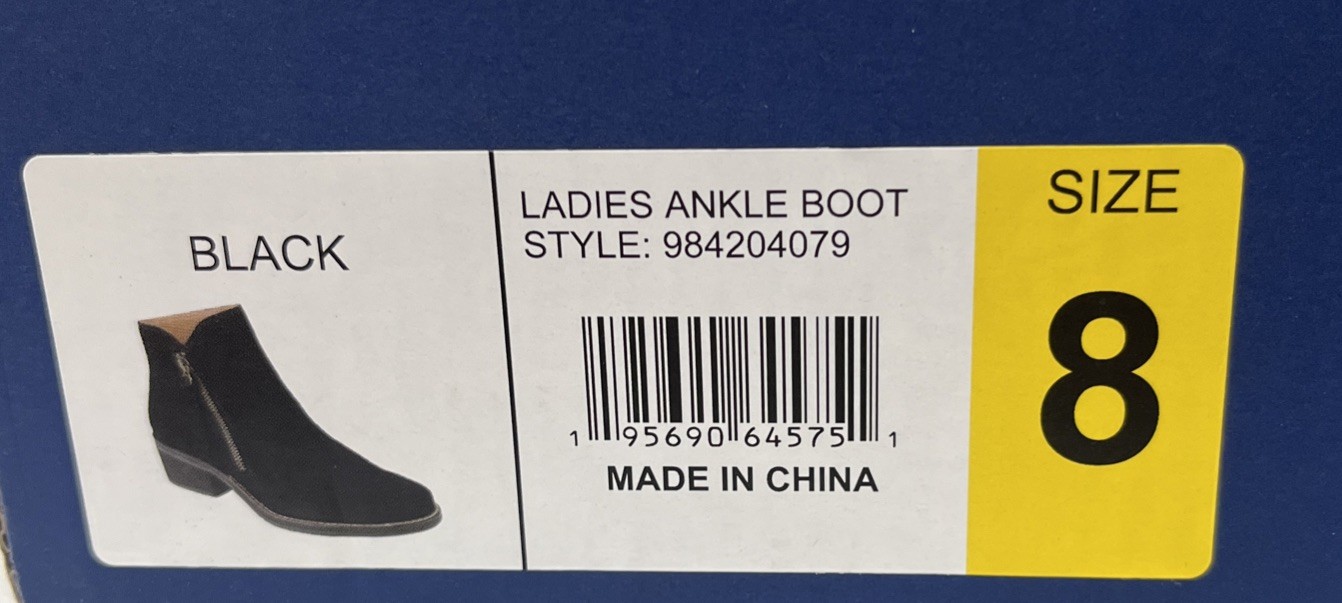 BLACK
LADIES ANKLE BOOT
STYLE: 984204079
1 95690 64575 1
MADE IN CHINA
SIZE
8